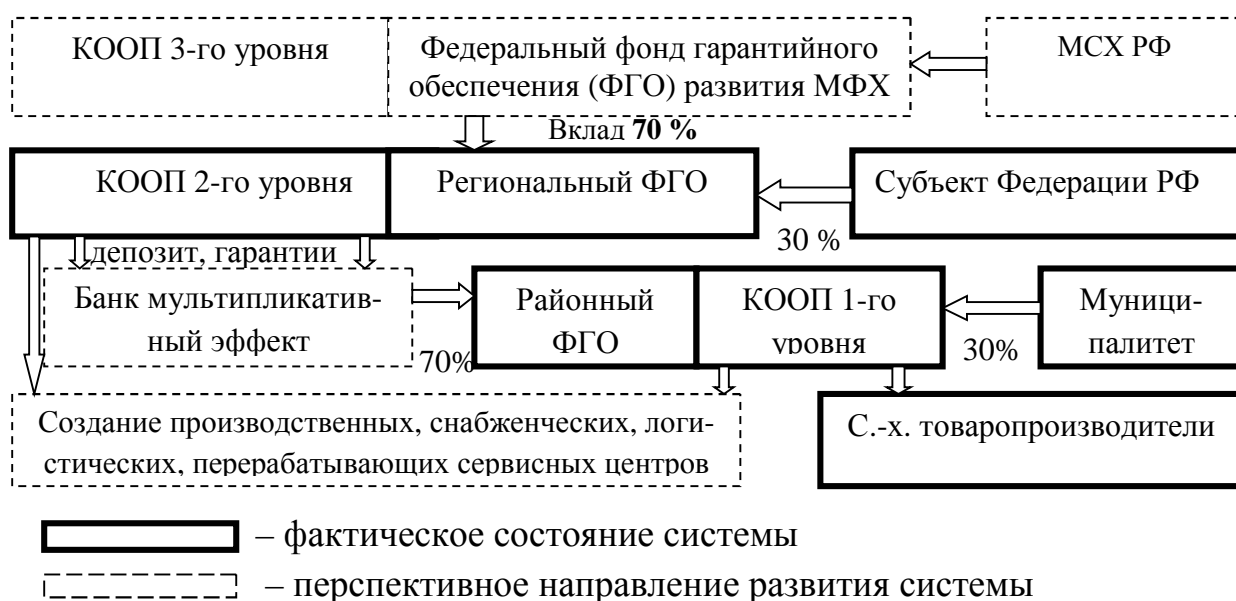 КООП 3-го уровня
Федеральный фонд гарантийного
обеспечения (ФГО) развития МФХ
МСХ РФ
Вклад 70 %
КООП 2-го уровня
Региональный ФГО
Субъект Федерации РФ
30 %
депозит, гарантии
Банк мультипликатив-
ный эффект
70%
Районный
ФГО
КООП 1-го
уровня
30%
Муници-
палитет
Создание производственных, снабженческих, логи-
стических, перерабатывающих сервисных центров
С.-х. товаропроизводители
– фактическое состояние системы
– перспективное направление развития системы